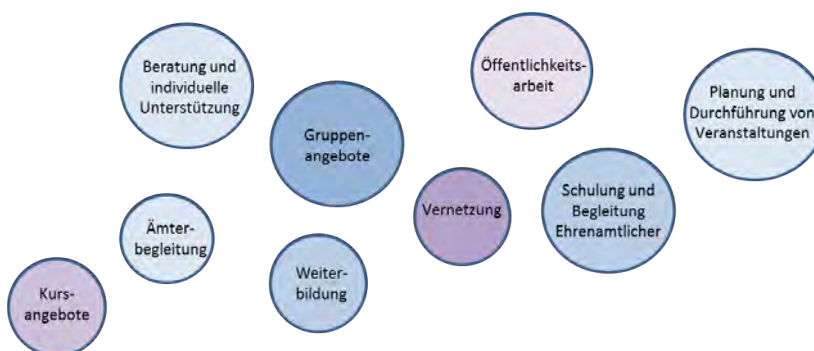 Beratung und
individuelle
Unterstützung
Öffentlichkeits-
arbeit
Planung und
Durchführung von
Veranstaltungen
Gruppen-
angebote
Vernetzung
Schulung und
Begleitung
Ehrenamtlicher
Ämter-
begleitung
Weiter-
bildung
Kurs-
angebote